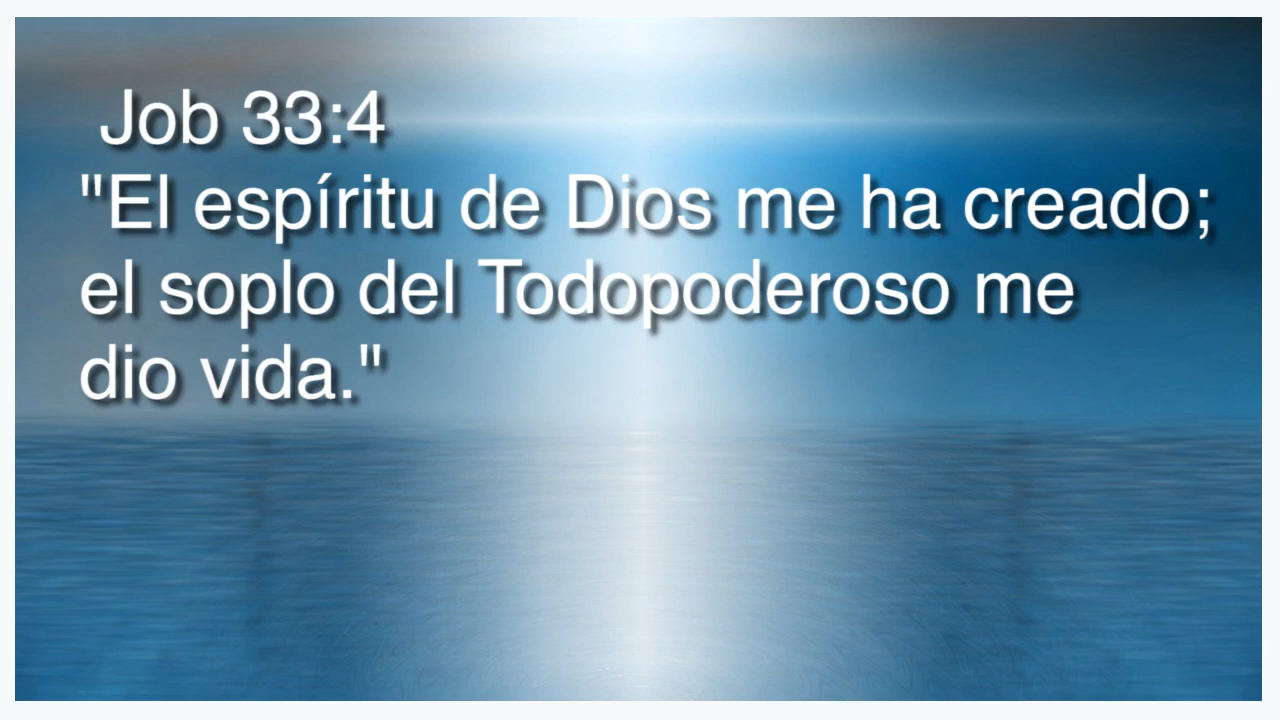 Job 33:4
"El espíritu de Dios me ha creado;
el soplo del Todopoderoso me
dio vida."